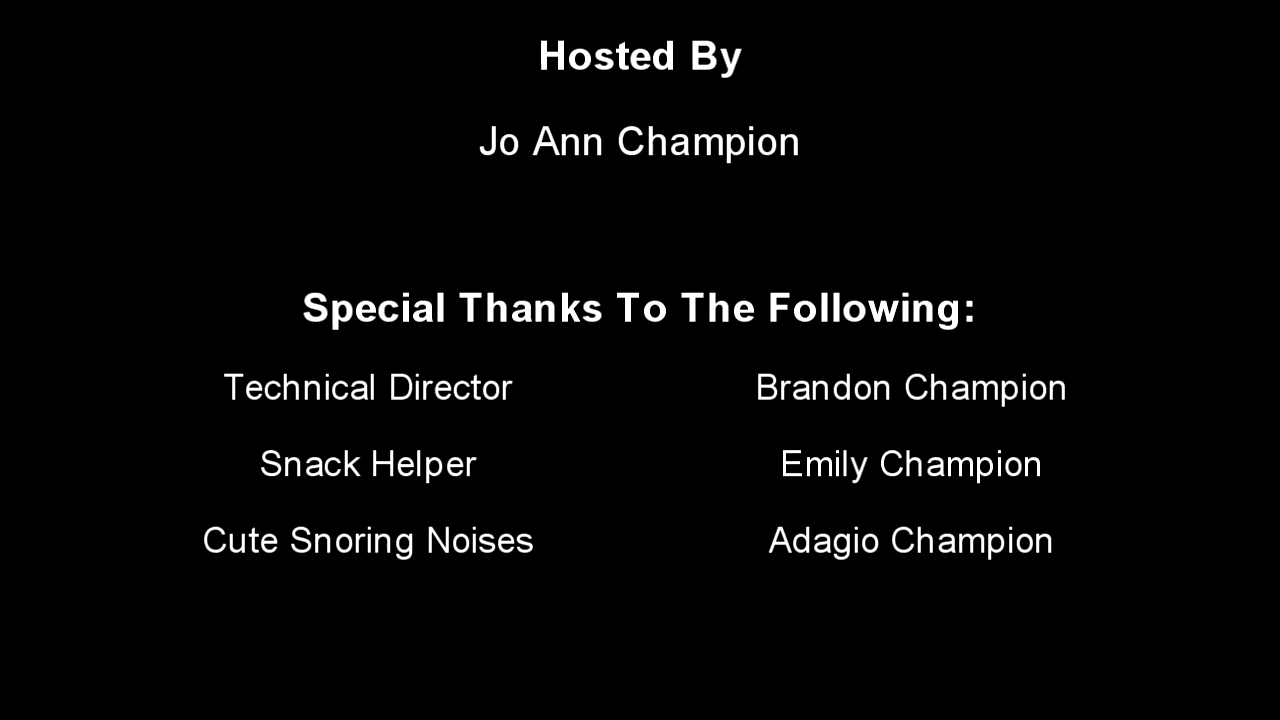 Hosted By
Jo Ann Champion
Special Thanks To The Following:
Technical Director Brandon Champion
Snack Helper Emily Champion
Cute Snoring Noises Adagio Champion